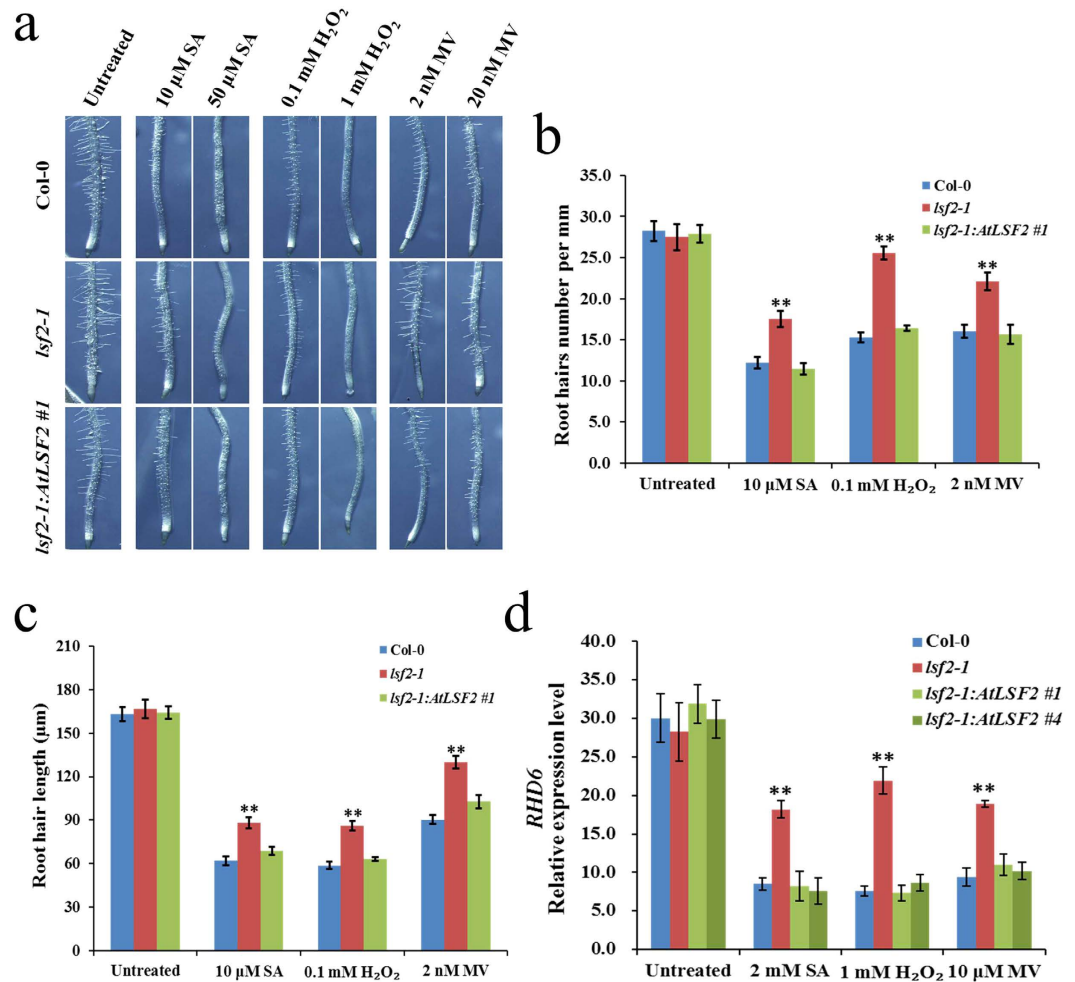 a
Untreated
10 µM SA
50 µM SA
0.1 mM H₂O₂
1 mM H₂O₂
2 nM MV
20 nM MV
Col-0
lsf2-1
lsf2-1:AtLSF2 #1
b
Root hairs number per mm
35.0
30.0
25.0
20.0
15.0
10.0
5.0
0.0
Col-0
lsf2-1
lsf2-1:AtLSF2 #1
**
**
**
Untreated
10 µM SA
0.1 mM H₂O₂
2 nM MV
c
Root hair length (µm)
210
180
150
120
90
60
30
0
Col-0
lsf2-1
lsf2-1:AtLSF2 #1
**
**
**
Untreated
10 µM SA
0.1 mM H₂O₂
2 nM MV
d
RHD6
Relative expression level
40.0
35.0
30.0
25.0
20.0
15.0
10.0
5.0
0.0
Col-0
lsf2-1
lsf2-1:AtLSF2 #1
lsf2-1:AtLSF2 #4
**
**
**
Untreated
2 mM SA
1 mM H₂O₂
10 µM MV